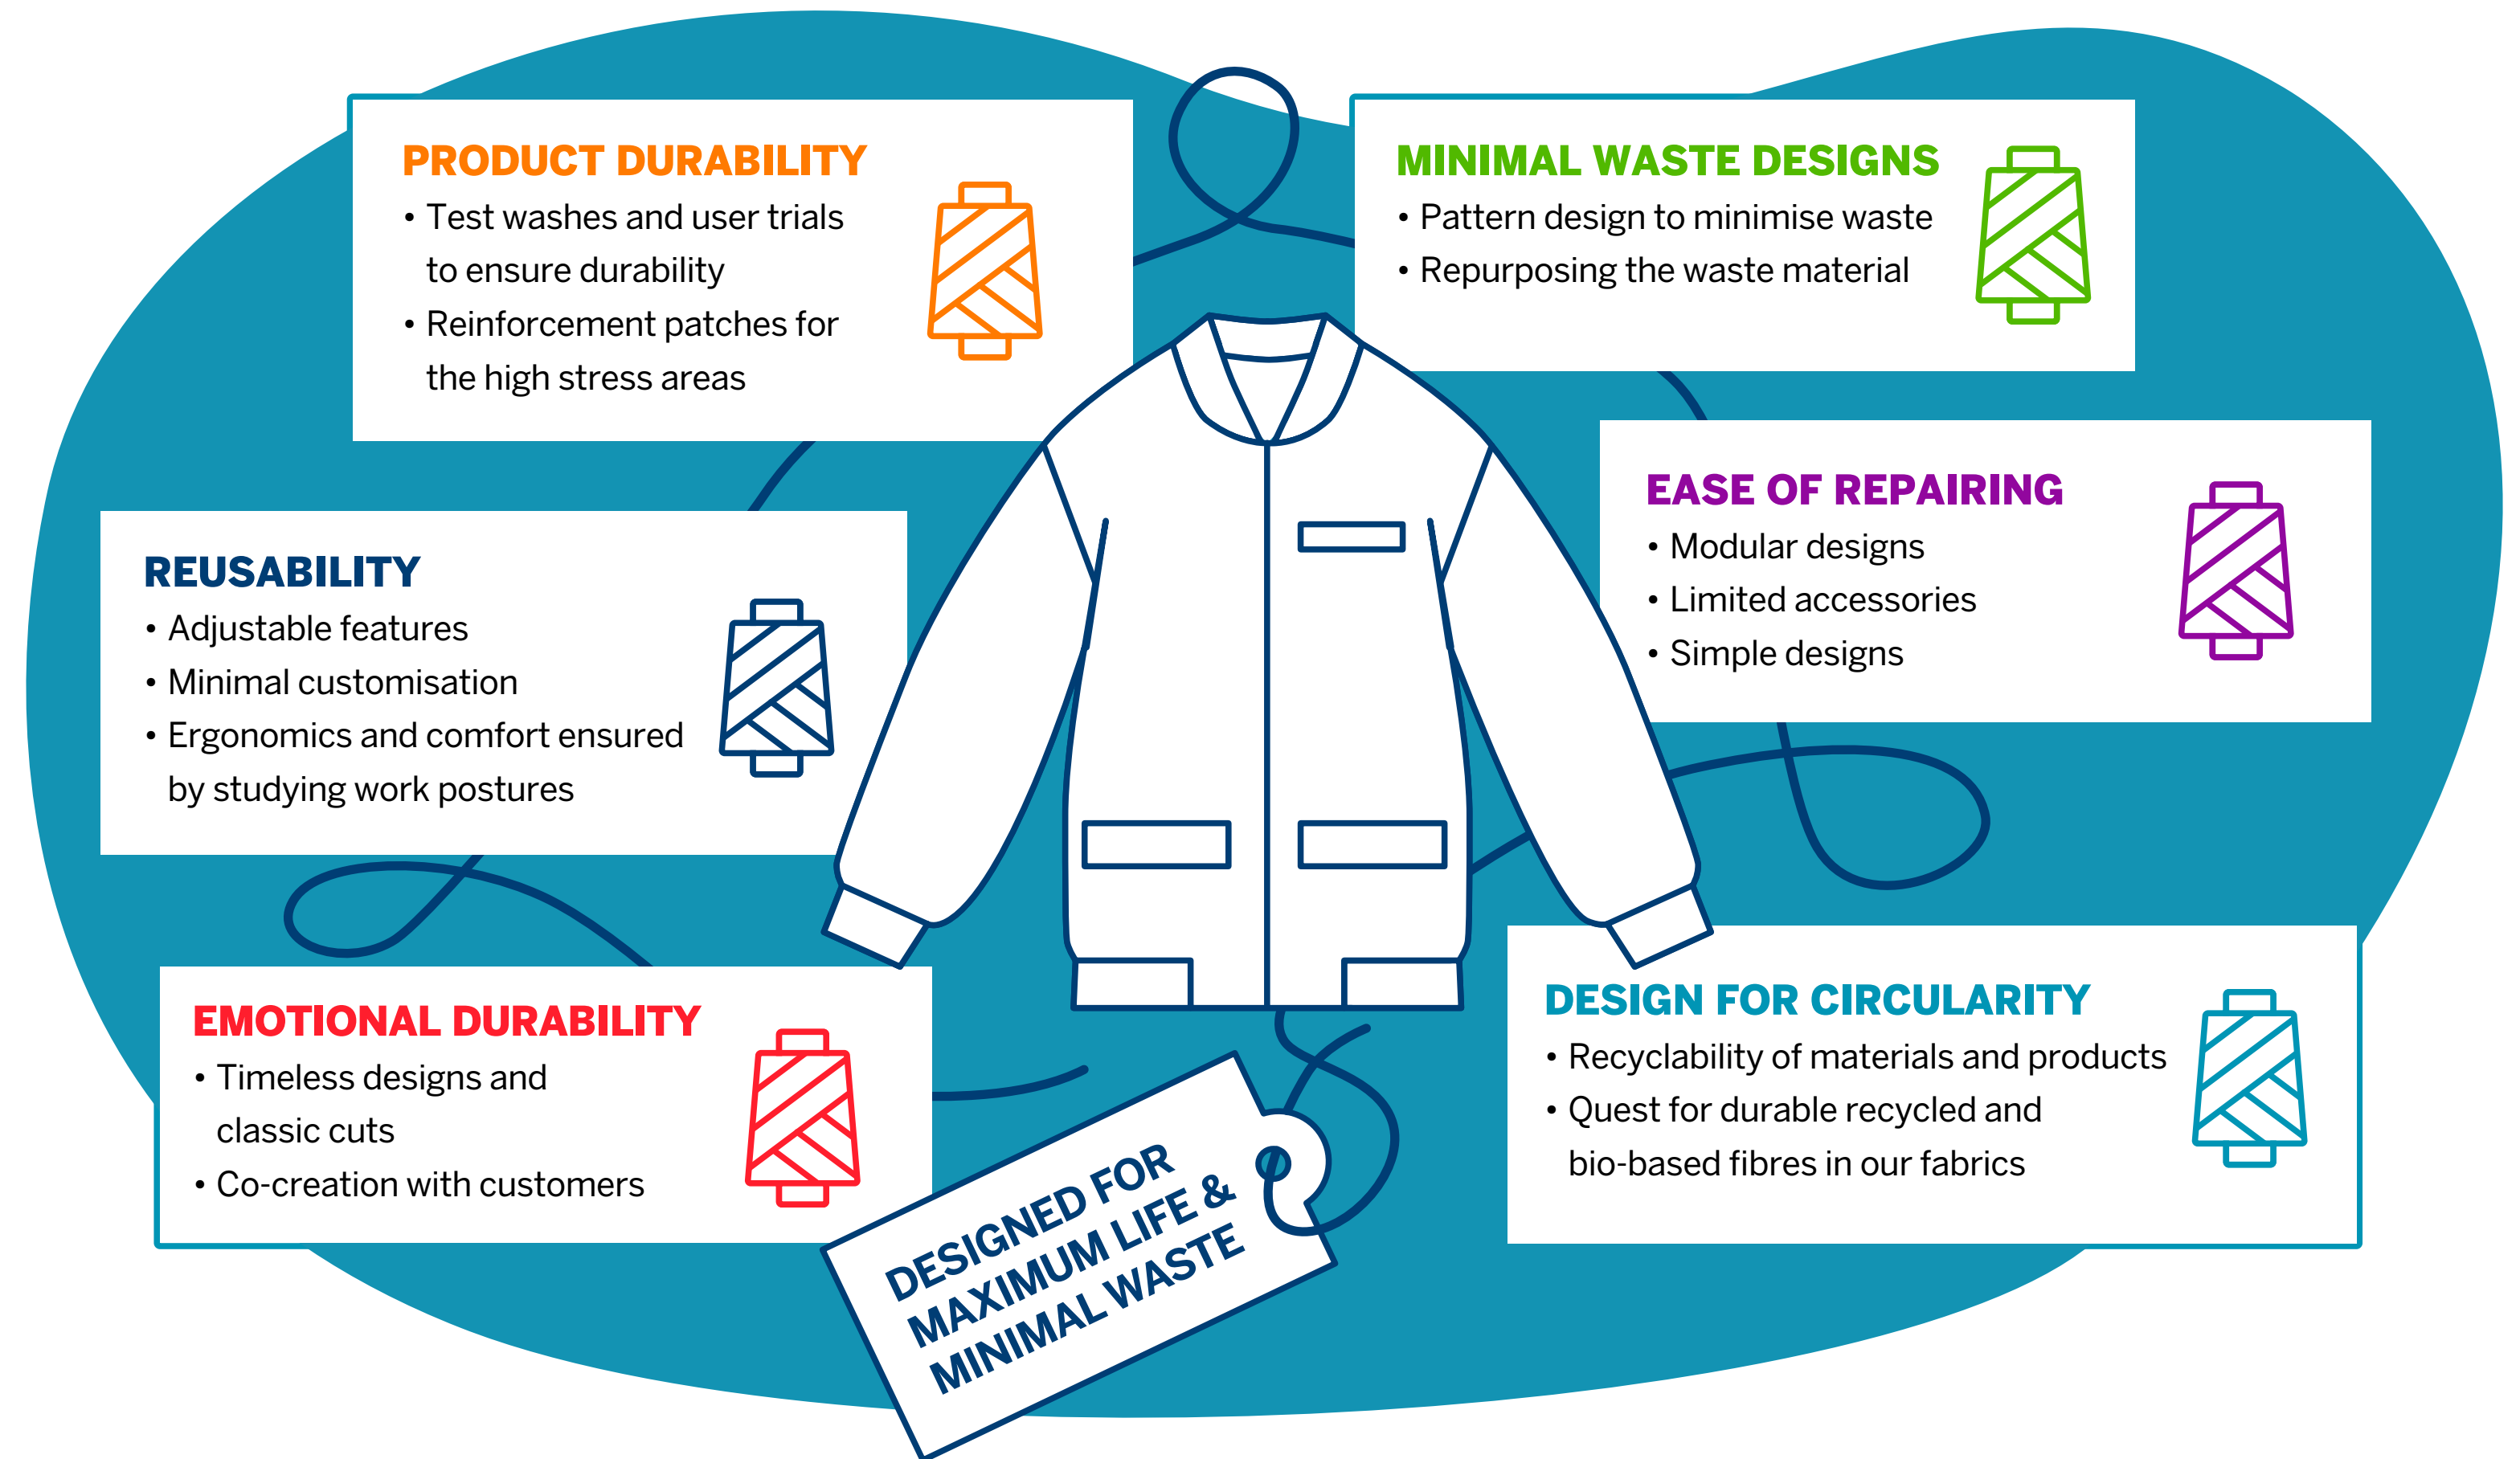 PRODUCT DURABILITY
• Test washes and user trials
to ensure durability
• Reinforcement patches for
the high stress areas
MINIMAL WASTE DESIGNS
• Pattern design to minimise waste
• Repurposing the waste material
REUSABILITY
• Adjustable features
• Minimal customisation
• Ergonomics and comfort ensured
by studying work postures
EASE OF REPAIRING
• Modular designs
• Limited accessories
• Simple designs
EMOTIONAL DURABILITY
• Timeless designs and
classic cuts
• Co-creation with customers
DESIGN FOR CIRCULARITY
• Recyclability of materials and products
• Quest for durable recycled and
bio-based fibres in our fabrics
DESIGNED FOR
MAXIMUM LIFE &
MINIMAL WASTE